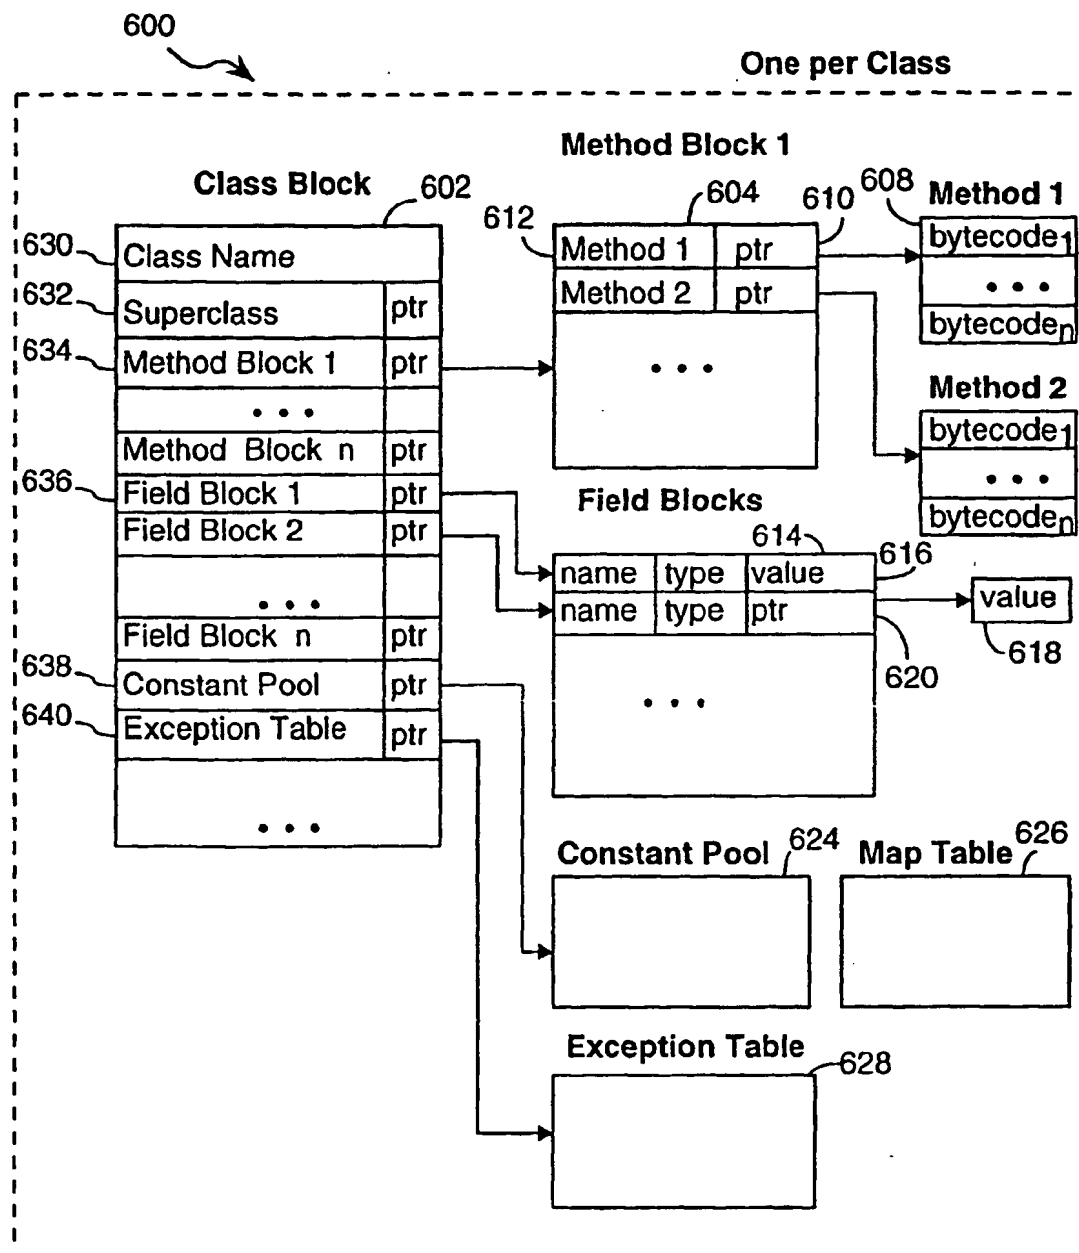 600
One per Class
Class Block
602
630
Class Name
632
Superclass
ptr
634
Method Block 1
ptr
• • •
Method Block n
ptr
636
Field Block 1
ptr
Field Block 2
ptr
• • •
Field Block n
ptr
638
Constant Pool
ptr
640
Exception Table
ptr
• • •
Method Block 1
604
610
612
Method 1
ptr
Method 2
ptr
• • •
608
Method 1
bytecode1
• • •
bytecoden
Method 2
bytecode1
• • •
bytecoden
Field Blocks
614
616
name
type
value
name
type
ptr
620
• • •
value
618
Constant Pool
624
Map Table
626
Exception Table
628